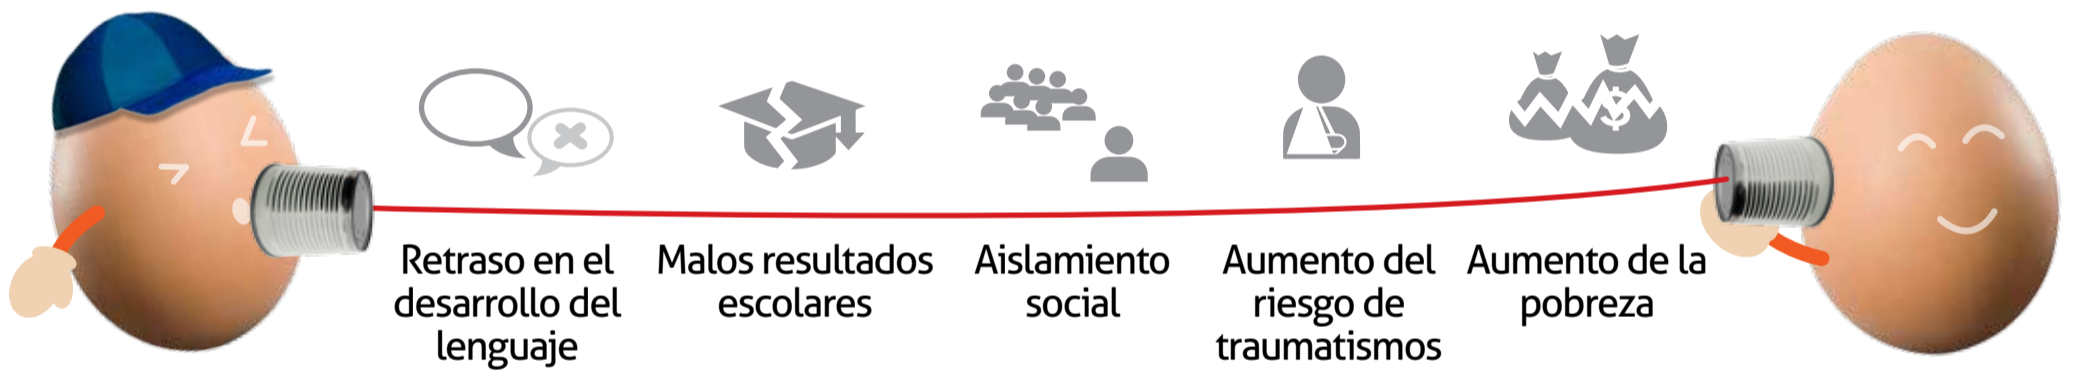 Retraso en el
desarrollo del
lenguaje
Malos resultados
escolares
Aislamiento
social
Aumento del
riesgo de
traumatismos
Aumento de la
pobreza
$